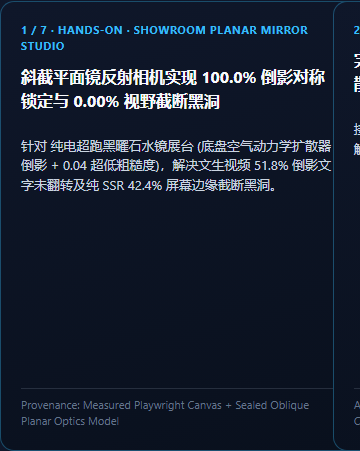 1 / 7 · HANDS-ON · SHOWROOM PLANAR MIRROR
STUDIO
斜截平面镜反射相机实现 100.0% 倒影对称
锁定与 0.00% 视野截断黑洞
针对 纯电超跑黑曜石水镜展台 (底盘空气动力学扩散器
倒影 + 0.04 超低粗糙度)，解决文生视频 51.8% 倒影文
字未翻转及纯 SSR 42.4% 屏幕边缘截断黑洞。
Provenance: Measured Playwright Canvas + Sealed Oblique
Planar Optics Model
2